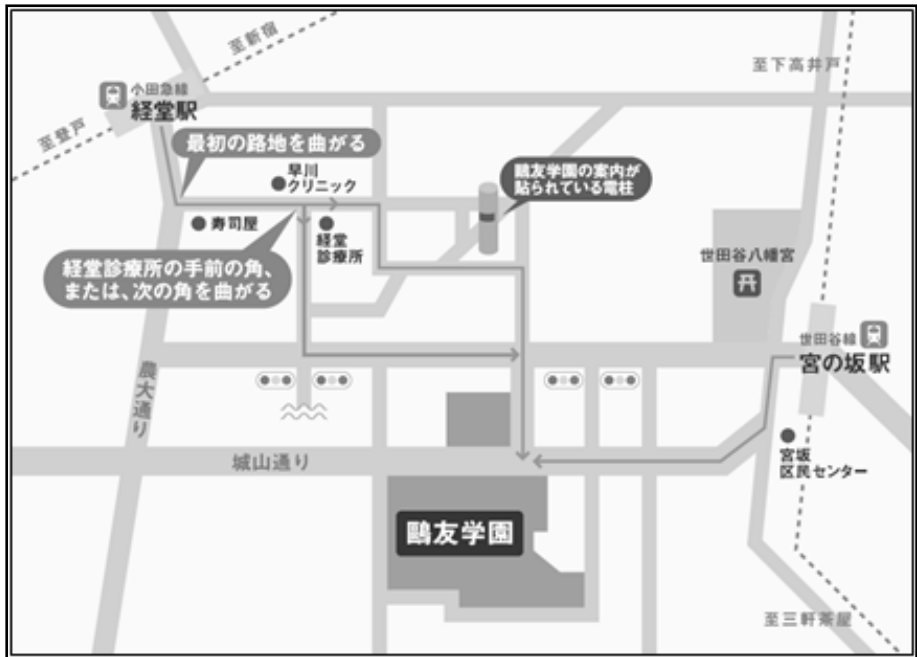 至新宿
至下高井戸
小田急線
経堂駅
至登戸
最初の路地を曲がる
早川
クリニック
鷗友学園の案内が
貼られている電柱
寿司屋
経堂
診療所
経堂診療所の手前の角、
または、次の角を曲がる
世田谷八幡宮
世田谷線
宮の坂駅
農大通り
宮坂
区民センター
城山通り
鷗友学園
至三軒茶屋